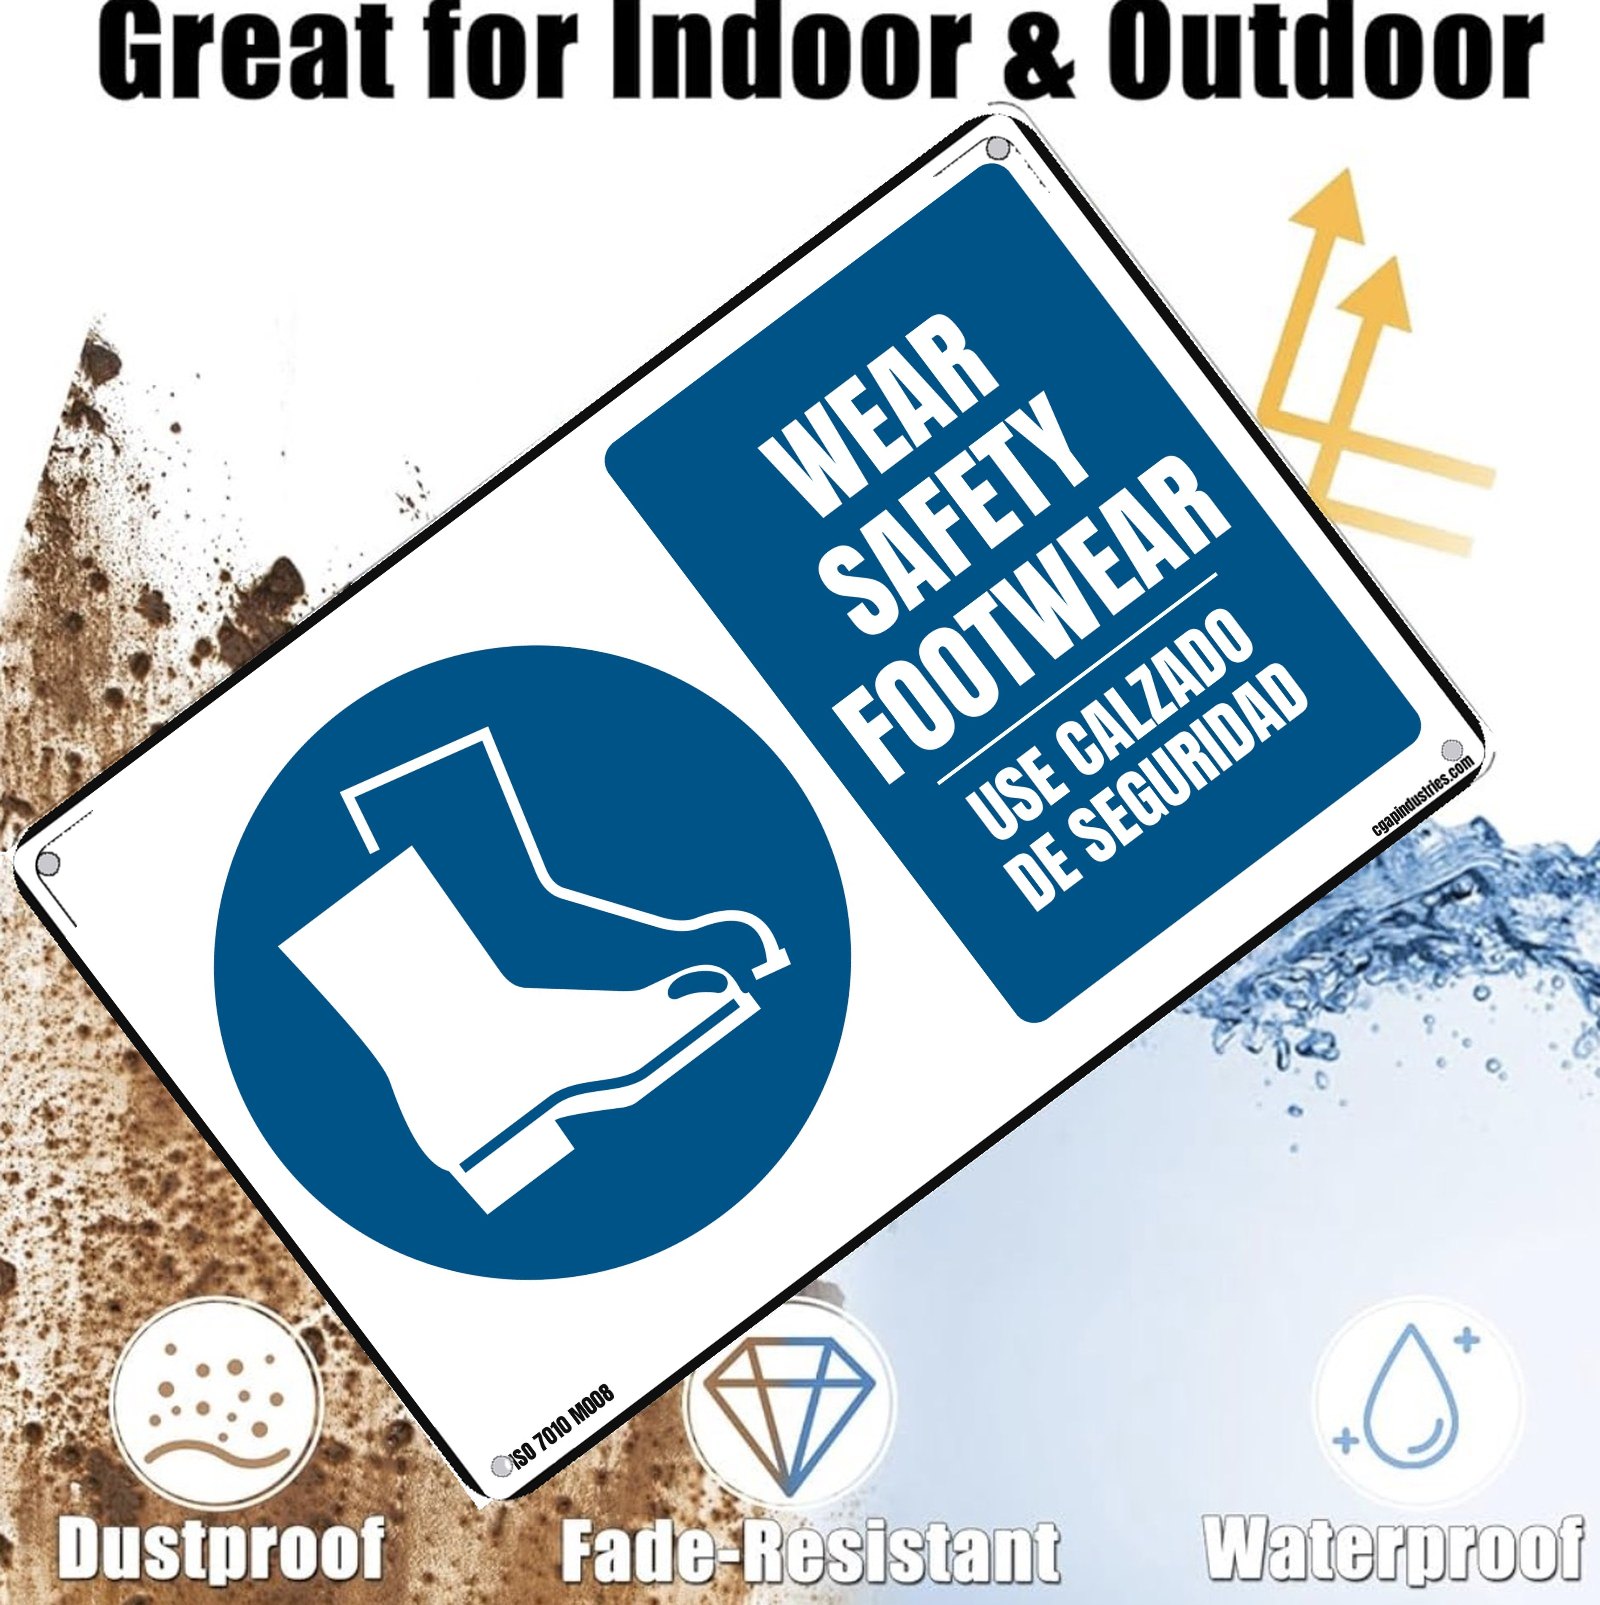 Great for Indoor & Outdoor
WEAR
SAFETY
FOOTWEAR
USE CALZADO
DE SEGURIDAD
cgapindustries.com
ISO 7010 M008
Dustproof
Fade-Resistant
Waterproof